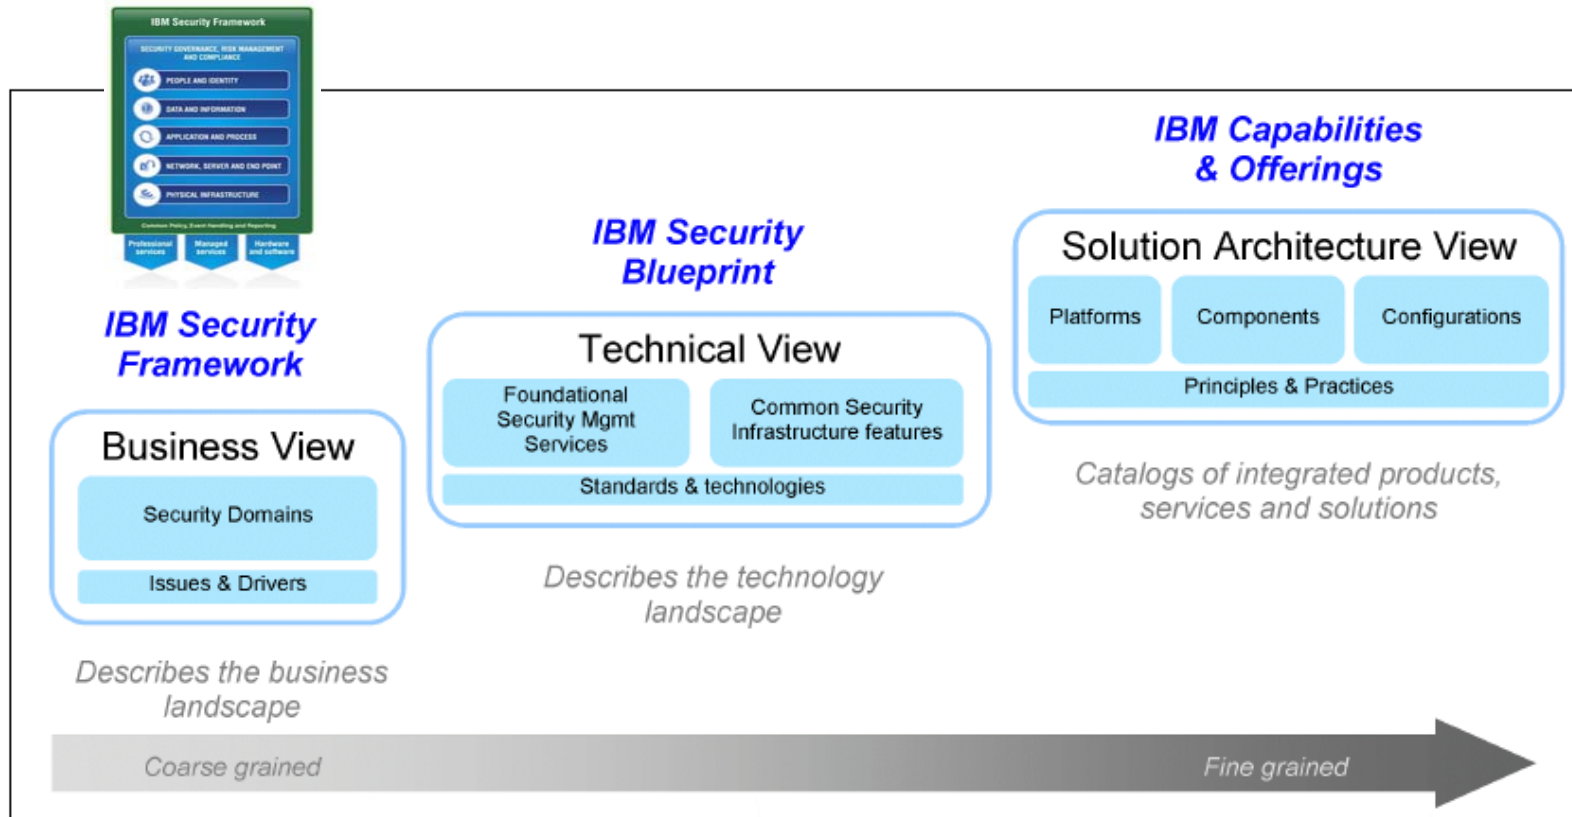 IBM Security Framework
SECURITY GOVERNANCE, RISK MANAGEMENT
AND COMPLIANCE
PEOPLE AND IDENTITY
DATA AND INFORMATION
APPLICATION AND PROCESS
NETWORK, SERVER AND END POINT
PHYSICAL INFRASTRUCTURE
Common Policy, Event Handling and Reporting
Professional
services
Managed
services
Hardware
and software
IBM Security
Framework
Business View
Security Domains
Issues & Drivers
Describes the business
landscape
IBM Security
Blueprint
Technical View
Foundational
Security Mgmt
Services
Common Security
Infrastructure features
Standards & technologies
Describes the technology
landscape
IBM Capabilities
& Offerings
Solution Architecture View
Platforms
Components
Configurations
Principles & Practices
Catalogs of integrated products,
services and solutions
Coarse grained
Fine grained